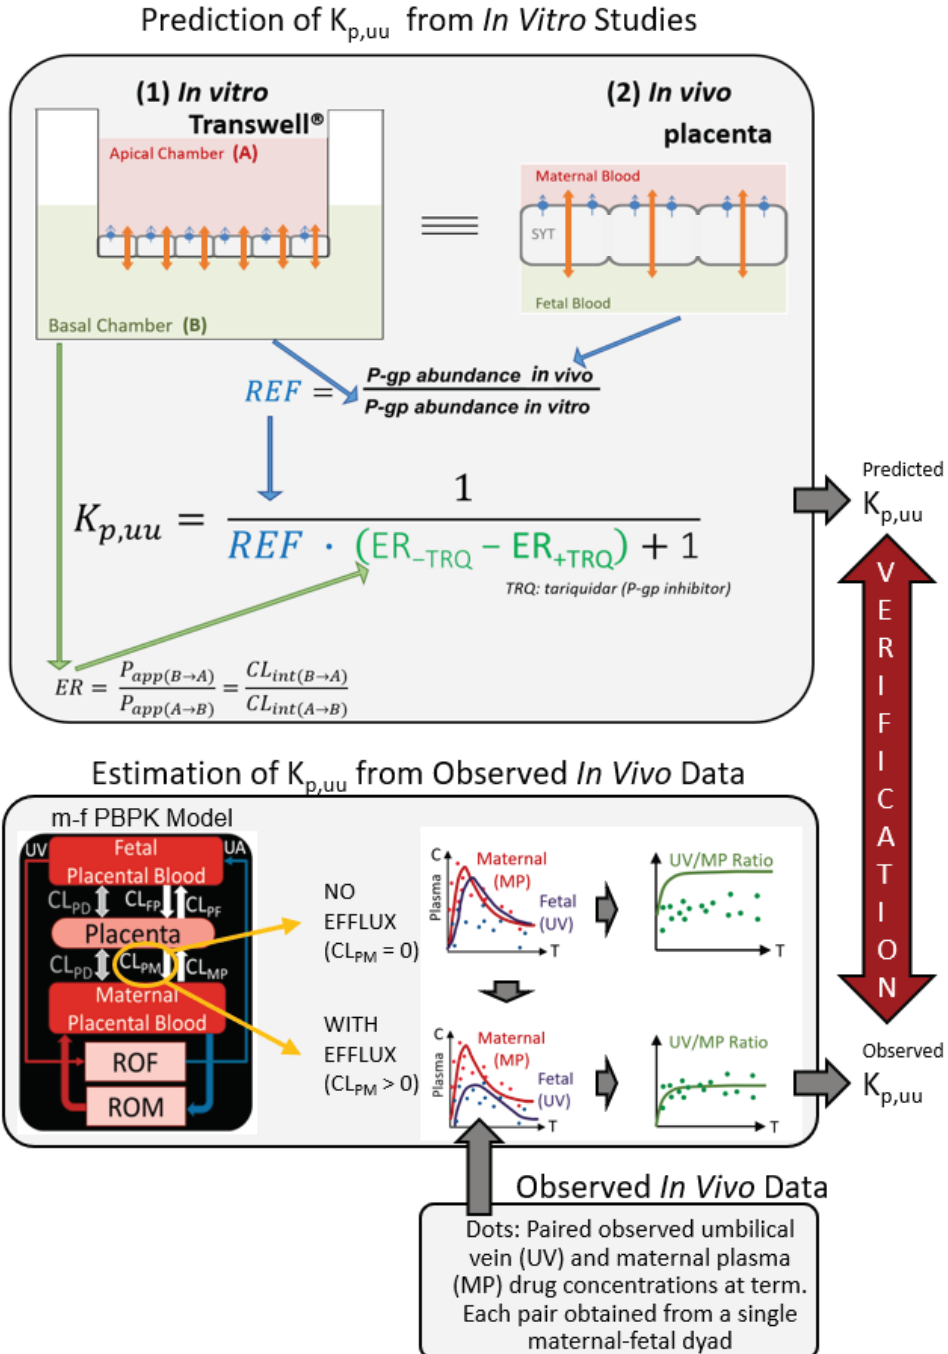 Prediction of Kp,uu from In Vitro Studies
(1) In vitro
Transwell®
(2) In vivo
placenta
Apical Chamber (A)
Basal Chamber (B)
Maternal Blood
SYT
Fetal Blood
REF = P-gp abundance in vivo / P-gp abundance in vitro
Kp,uu = 1 / REF · (ER−TRQ − ER+TRQ) + 1
TRQ: tariquidar (P-gp inhibitor)
ER = Papp(B→A) / Papp(A→B) = CLint(B→A) / CLint(A→B)
Predicted
Kp,uu
VERIFICATION
Estimation of Kp,uu from Observed In Vivo Data
m-f PBPK Model
UV
UA
Fetal
Placental Blood
CLPD
CLFP
CLPF
Placenta
CLPD
CLPM
CLMP
Maternal
Placental Blood
ROF
ROM
NO
EFFLUX
(CLPM = 0)
WITH
EFFLUX
(CLPM > 0)
C
Plasma
Maternal
(MP)
Fetal
(UV)
T
UV/MP Ratio
T
C
Plasma
Maternal
(MP)
Fetal
(UV)
T
UV/MP Ratio
T
Observed
Kp,uu
Observed In Vivo Data
Dots: Paired observed umbilical
vein (UV) and maternal plasma
(MP) drug concentrations at term.
Each pair obtained from a single
maternal-fetal dyad